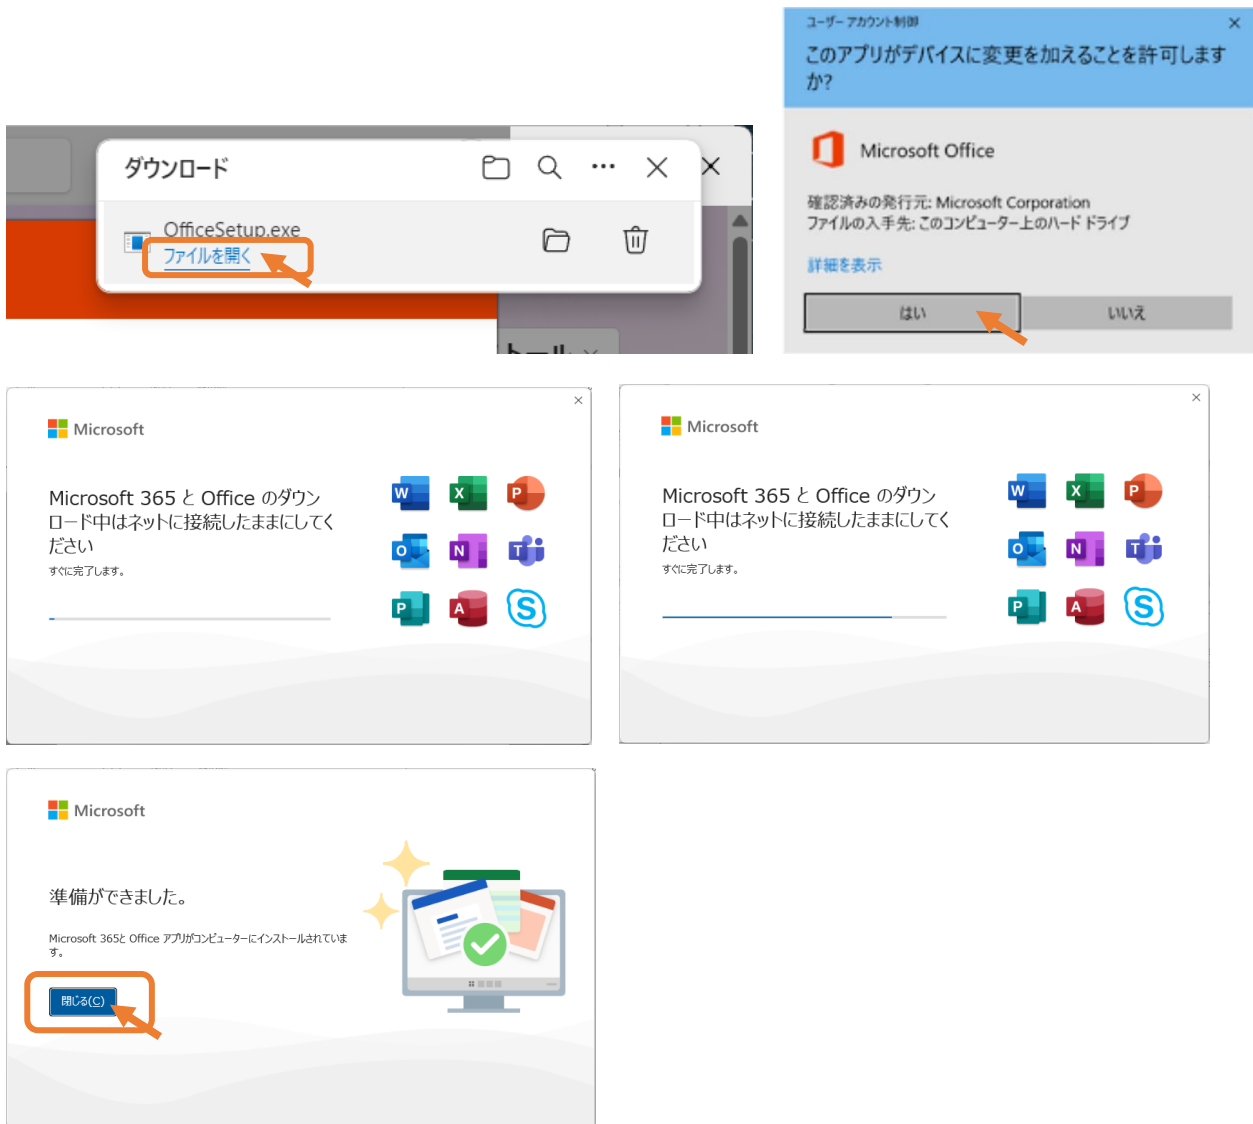 ダウンロード
OfficeSetup.exe
ファイルを開く
トール
ユーザー アカウント制御
このアプリがデバイスに変更を加えることを許可します
か?
Microsoft Office
確認済みの発行元: Microsoft Corporation
ファイルの入手先: このコンピューター上のハード ドライブ
詳細を表示
はい
いいえ
Microsoft
Microsoft 365 と Office のダウン
ロード中はネットに接続したままにしてく
ださい
すぐに完了します。
W
X
P
O
N
T
P
A
S
Microsoft
Microsoft 365 と Office のダウン
ロード中はネットに接続したままにしてく
ださい
すぐに完了します。
W
X
P
O
N
T
P
A
S
Microsoft
準備ができました。
Microsoft 365と Office アプリがコンピューターにインストールされていま
す。
閉じる(C)